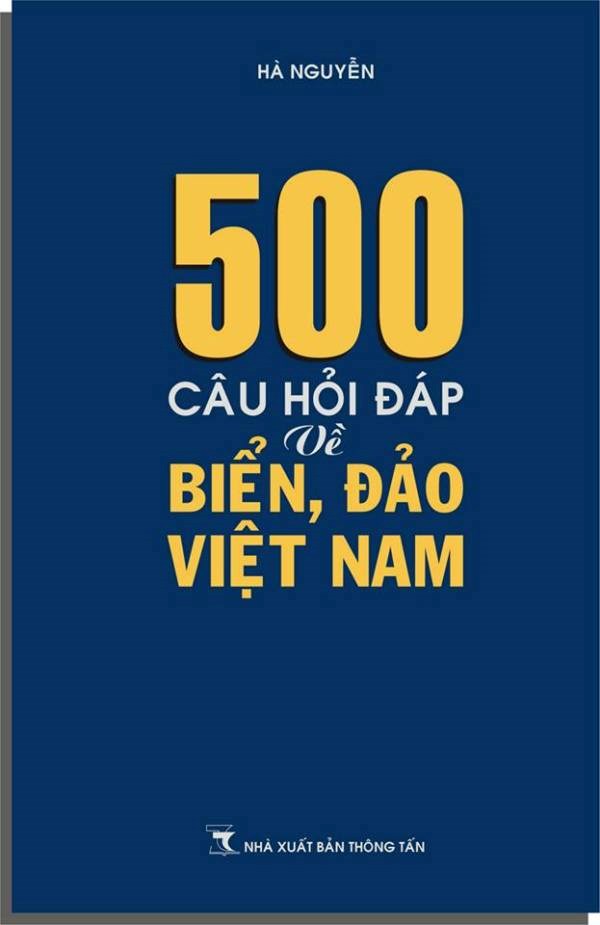 HÀ NGUYỄN
500
CÂU HỎI ĐÁP
Về
BIỂN, ĐẢO
VIỆT NAM
NHÀ XUẤT BẢN THÔNG TẤN